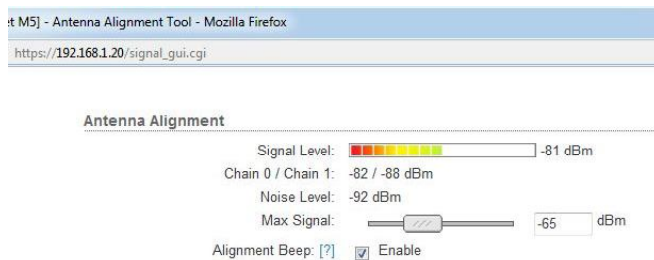 et M5] - Antenna Alignment Tool - Mozilla Firefox
https://192.168.1.20/signal_gui.cgi
Antenna Alignment
Signal Level: -81 dBm
Chain 0 / Chain 1: -82 / -88 dBm
Noise Level: -92 dBm
Max Signal: -65 dBm
Alignment Beep: [?] Enable